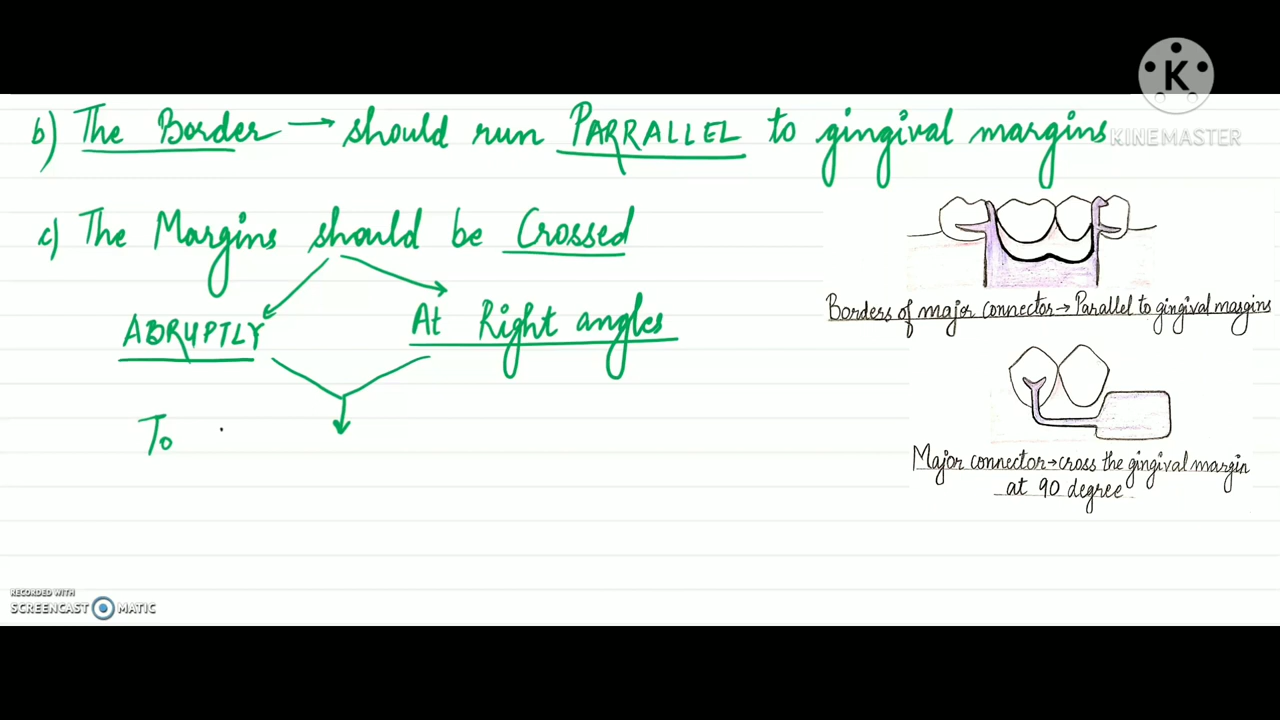 K
KINEMASTER
b) The Border → should run PARRALLEL to gingival margins
c) The Margins should be Crossed
ABRUPTLY
At Right angles
To
Borders of major connector → Parallel to gingival margins
Major connector → cross the gingival margin
at 90 degree
RECORDED WITH
SCREENCAST MATIC